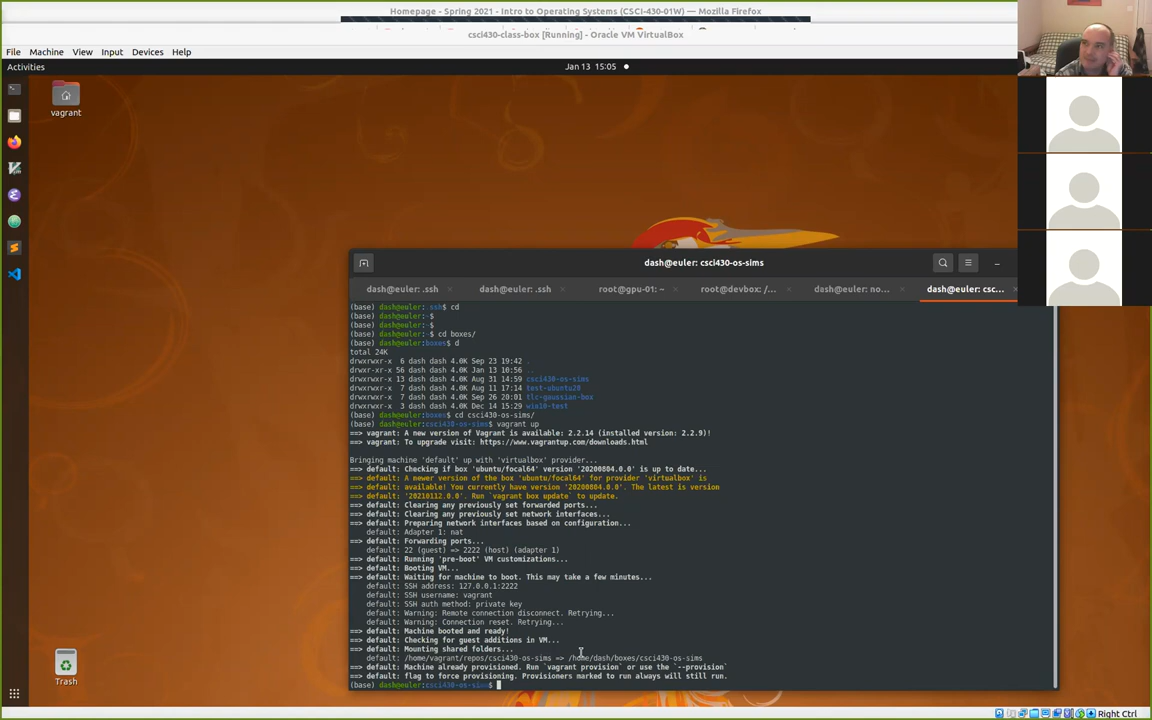 Homepage - Spring 2021 - Intro to Operating Systems (CSCI-430-01W) — Mozilla Firefox
csci430-class-box [Running] - Oracle VM VirtualBox
File Machine View Input Devices Help
Activities
Jan 13 15:05
vagrant
dash@euler: csci430-os-sims
dash@euler: .ssh
dash@euler: .ssh
root@gpu-01: ~
root@devbox: /...
dash@euler: no...
dash@euler: csc...
(base) dash@euler:.ssh$ cd
(base) dash@euler:~$
(base) dash@euler:~$
(base) dash@euler:~$ cd boxes/
(base) dash@euler:boxes$ d
total 24K
drwxrwxr-x  6 dash dash 4.0K Sep 23 19:42 .
drwxr-xr-x 56 dash dash 4.0K Jan 13 10:56 ..
drwxrwxr-x 13 dash dash 4.0K Aug 31 14:59 csci430-os-sims
drwxrwxr-x  7 dash dash 4.0K Aug 11 17:14 test-ubuntu20
drwxrwxr-x  7 dash dash 4.0K Sep 26 20:01 tlc-gaussian-box
drwxrwxr-x  3 dash dash 4.0K Dec 14 15:29 win10-test
(base) dash@euler:boxes$ cd csci430-os-sims/
(base) dash@euler:csci430-os-sims$ vagrant up
==> vagrant: A new version of Vagrant is available: 2.2.14 (installed version: 2.2.9)!
==> vagrant: To upgrade visit: https://www.vagrantup.com/downloads.html
Bringing machine 'default' up with 'virtualbox' provider...
==> default: Checking if box 'ubuntu/focal64' version '20200804.0.0' is up to date...
==> default: A newer version of the box 'ubuntu/focal64' for provider 'virtualbox' is
==> default: available! You currently have version '20200804.0.0'. The latest is version
==> default: '20210112.0.0'. Run `vagrant box update` to update.
==> default: Clearing any previously set forwarded ports...
==> default: Clearing any previously set network interfaces...
==> default: Preparing network interfaces based on configuration...
default: Adapter 1: nat
==> default: Forwarding ports...
default: 22 (guest) => 2222 (host) (adapter 1)
==> default: Running 'pre-boot' VM customizations...
==> default: Booting VM...
==> default: Waiting for machine to boot. This may take a few minutes...
default: SSH address: 127.0.0.1:2222
default: SSH username: vagrant
default: SSH auth method: private key
default: Warning: Remote connection disconnect. Retrying...
default: Warning: Connection reset. Retrying...
==> default: Machine booted and ready!
==> default: Checking for guest additions in VM...
==> default: Mounting shared folders...
default: /home/vagrant/repos/csci430-os-sims => /home/dash/boxes/csci430-os-sims
==> default: Machine already provisioned. Run `vagrant provision` or use the `--provision`
==> default: flag to force provisioning. Provisioners marked to run always will still run.
(base) dash@euler:csci430-os-sims$
Trash
Right Ctrl